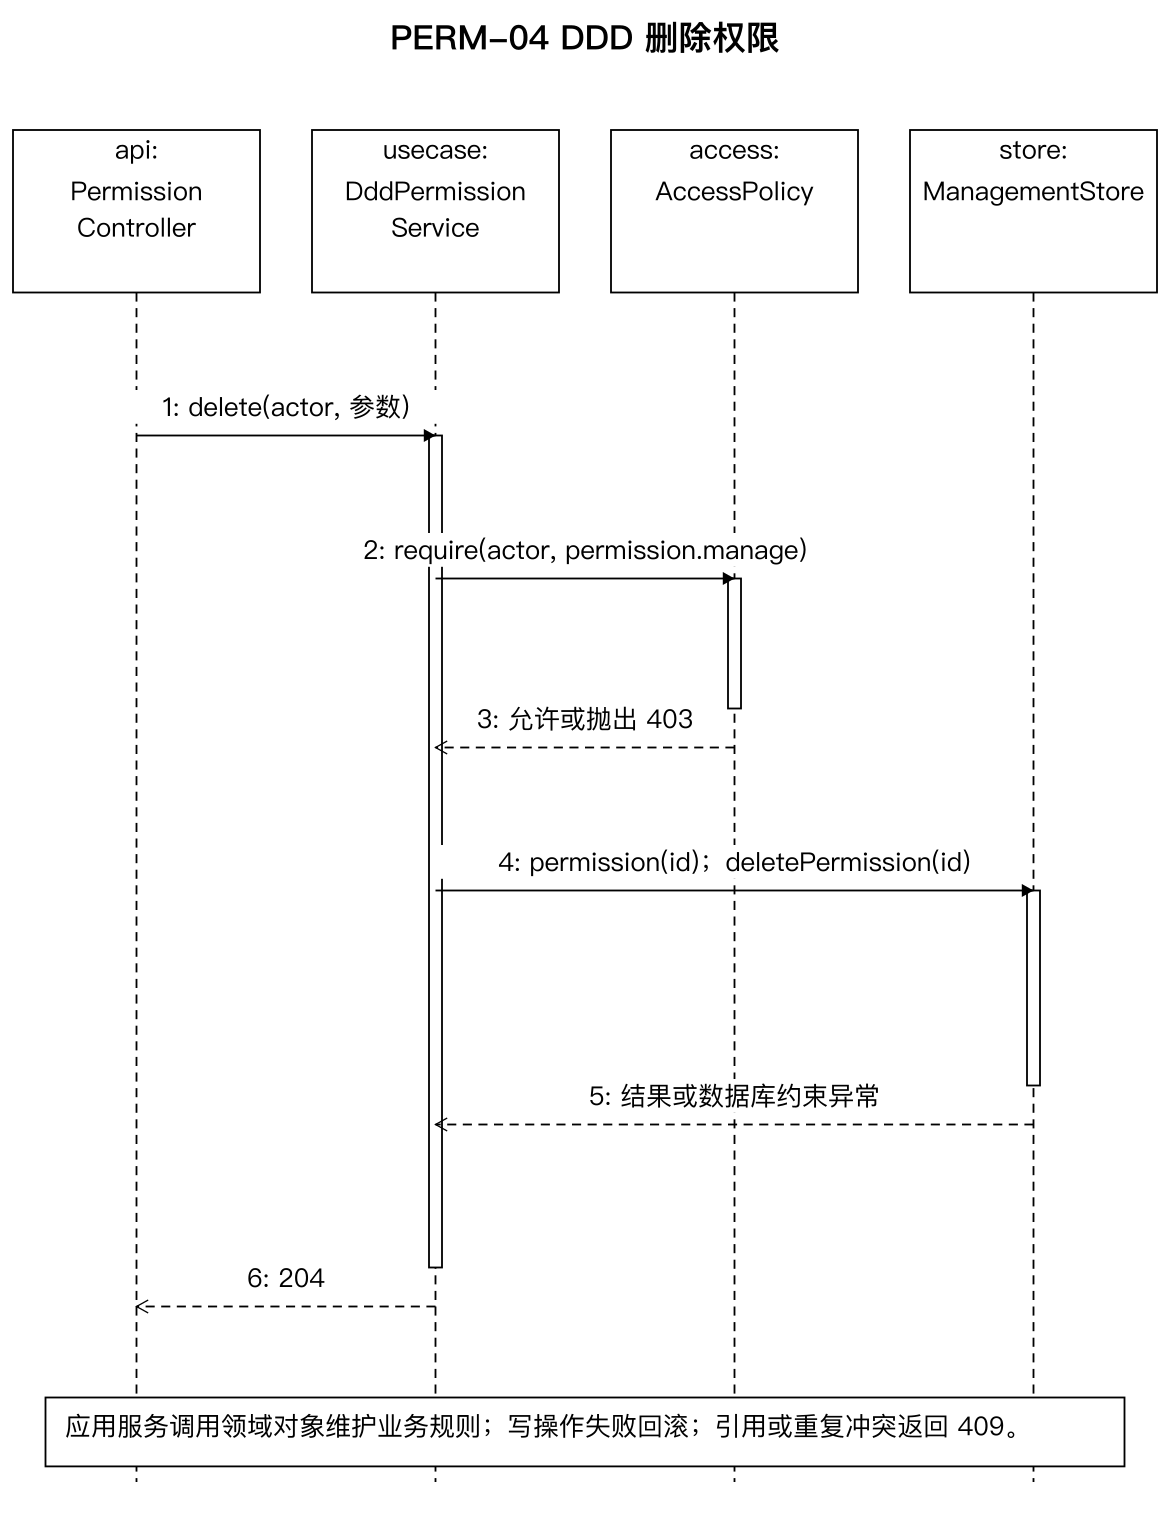 PERM–04 DDD 删除权限
api:
Permission
Controller
usecase:
DddPermission
Service
access:
AccessPolicy
store:
ManagementStore
1: delete(actor, 参数)
2: require(actor, permission.manage)
3: 允许或抛出 403
4: permission(id)；deletePermission(id)
5: 结果或数据库约束异常
6: 204
应用服务调用领域对象维护业务规则；写操作失败回滚；引用或重复冲突返回 409。